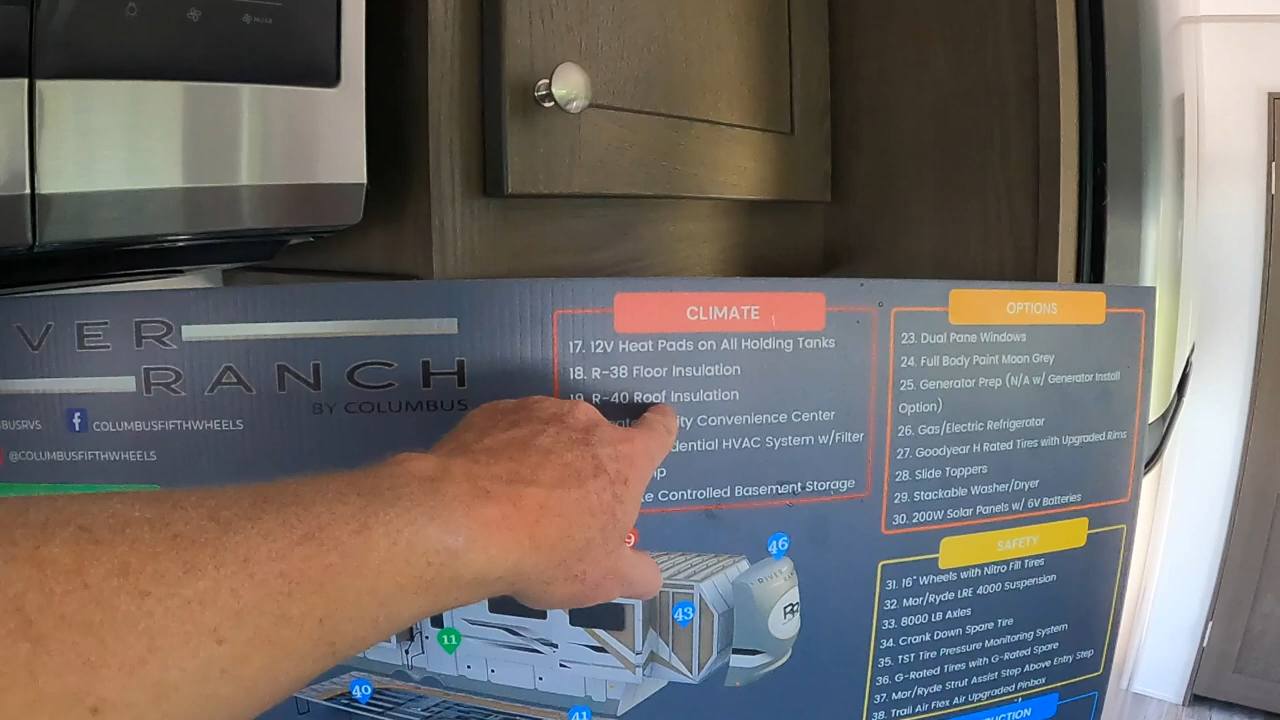 VER
RANCH
BY COLUMBUS
BUSRVS
COLUMBUSFIFTHWHEELS
@COLUMBUSFIFTHWHEELS
CLIMATE
17. 12V Heat Pads on All Holding Tanks
18. R-38 Floor Insulation
19. R-40 Roof Insulation
ity Convenience Center
dential HVAC System w/Filter
mp
e Controlled Basement Storage
OPTIONS
23. Dual Pane Windows
24. Full Body Paint Moon Grey
25. Generator Prep (N/A w/ Generator Install
Option)
26. Gas/Electric Refrigerator
27. Goodyear H Rated Tires with Upgraded Rims
28. Slide Toppers
29. Stackable Washer/Dryer
30. 200W Solar Panels w/ 6V Batteries
SAFETY
31. 16" Wheels with Nitro Fill Tires
32. Mor/Ryde LRE 4000 Suspension
33. 8000 LB Axles
34. Crank Down Spare Tire
35. TST Tire Pressure Monitoring System
36. G-Rated Tires with G-Rated Spare
37. Mor/Ryde Strut Assist Step Above Entry Step
38. Trail Air Flex Air Upgraded Pinbox
UCTION
9
46
43
11
40
41